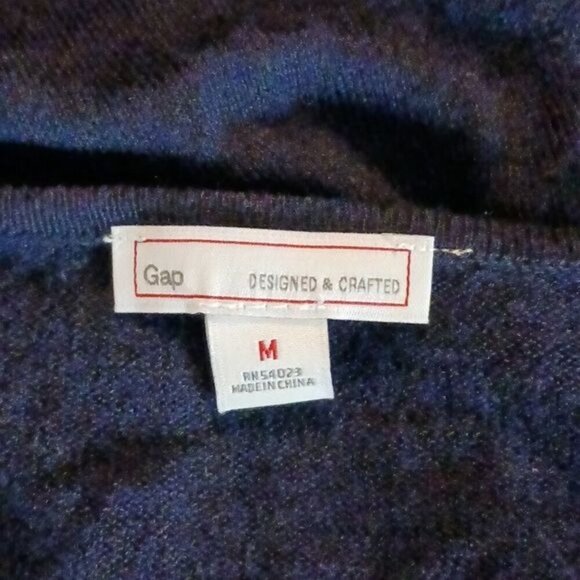 Gap
DESIGNED & CRAFTED
M
RN54023
MADE IN CHINA